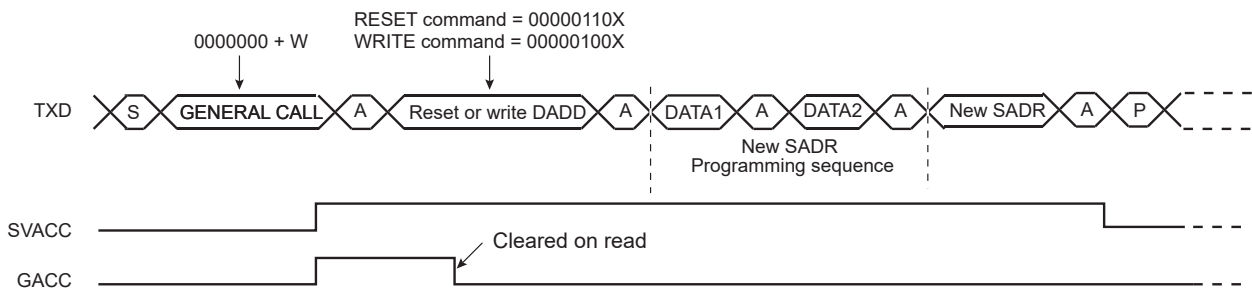 RESET command = 00000110X
0000000 + W WRITE command = 00000100X
TXD S GENERAL CALL A Reset or write DADD A DATA1 A DATA2 A New SADR A P
New SADR
Programming sequence
SVACC
Cleared on read
GACC